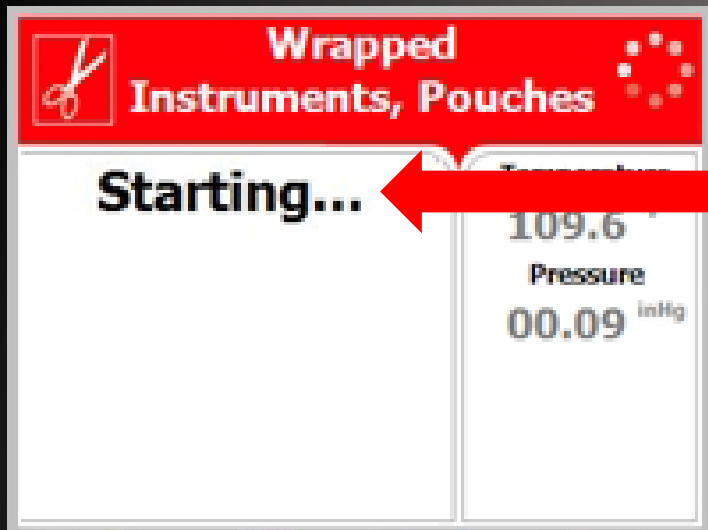 Wrapped
Instruments, Pouches
Starting...
109.6
Pressure
00.09 inHg